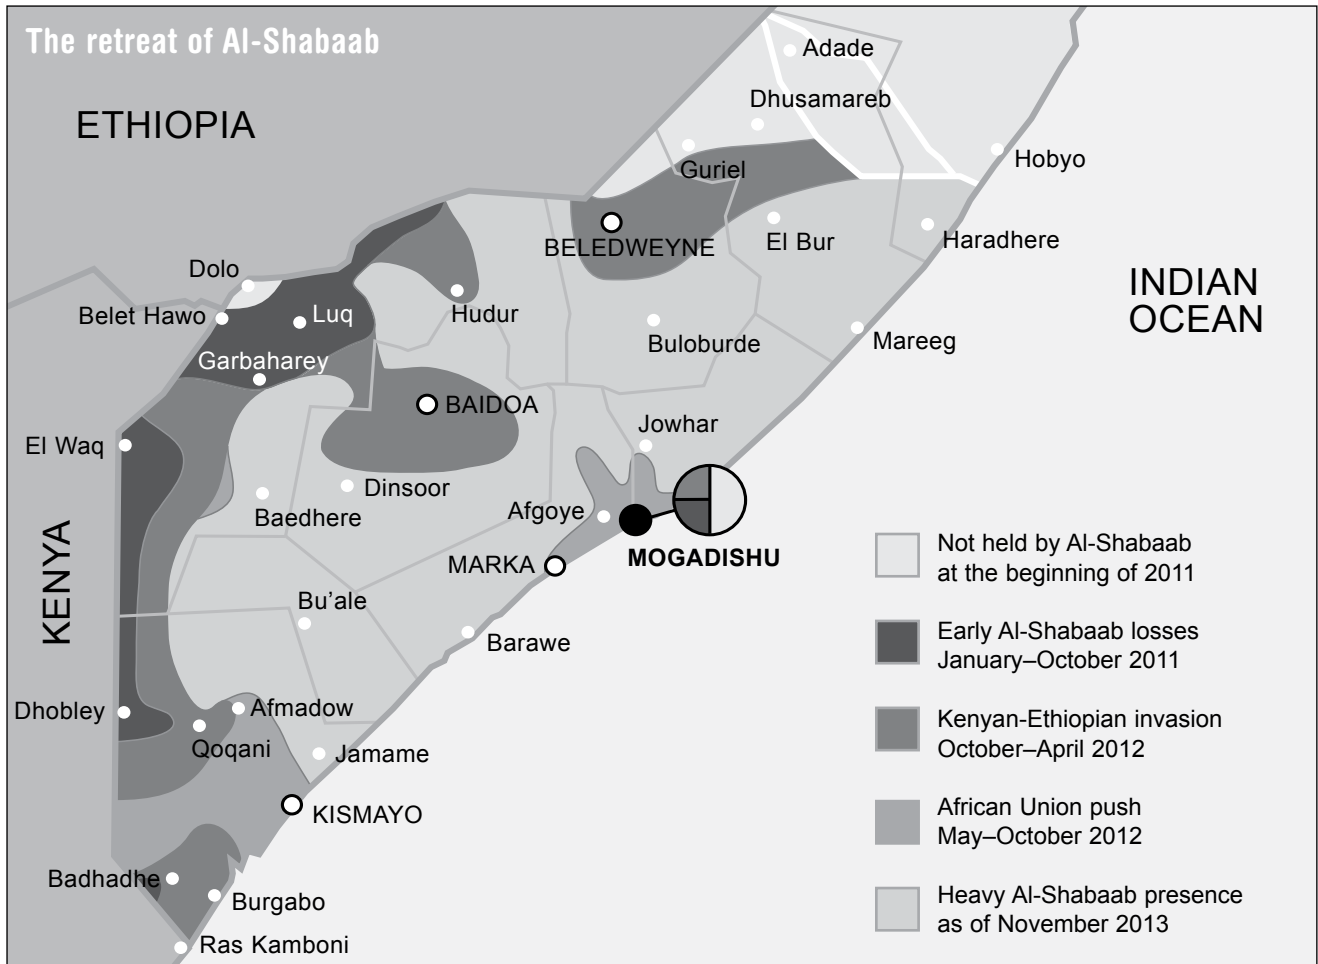 The retreat of Al-Shabaab
ETHIOPIA
Adade
Dhusamareb
Hobyo
Guriel
BELEDWEYNE
El Bur
Haradhere
Dolo
INDIAN
OCEAN
Belet Hawo
Luq
Hudur
Buloburde
Mareeg
Garbaharey
BAIDOA
Jowhar
El Waq
Dinsoor
Baedhere
Afgoye
MOGADISHU
MARKA
KENYA
Bu’ale
Barawe
Dhobley
Afmadow
Qoqani
Jamame
KISMAYO
Badhadhe
Burgabo
Ras Kamboni
Not held by Al-Shabaab
at the beginning of 2011
Early Al-Shabaab losses
January–October 2011
Kenyan-Ethiopian invasion
October–April 2012
African Union push
May–October 2012
Heavy Al-Shabaab presence
as of November 2013